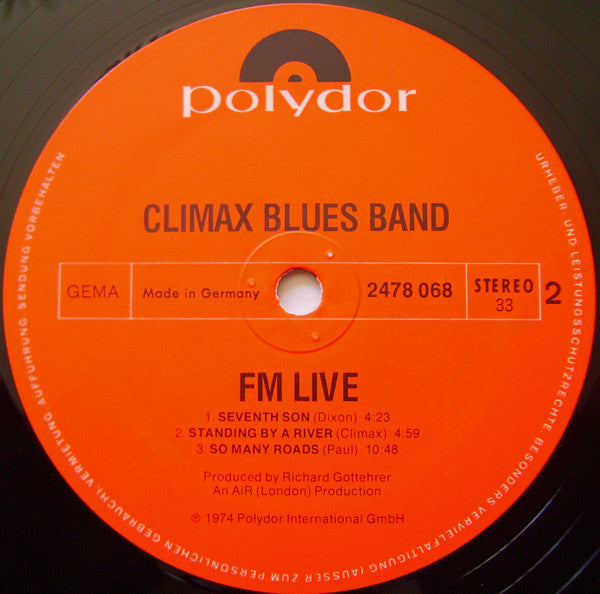 polydor
CLIMAX BLUES BAND
GEMA
Made in Germany
2478 068
STEREO
33
2
FM LIVE
1. SEVENTH SON (Dixon) 4:23
2. STANDING BY A RIVER (Climax) 4:59
3. SO MANY ROADS (Paul) 10:48
Produced by Richard Gottehrer
An AIR (London) Production
℗ 1974 Polydor International GmbH
URHEBER- UND LEISTUNGSSCHUTZRECHTE BESONDERS VERVIELFÄLTIGUNG (AUSSER ZUM PERSÖNLICHEN GEBRAUCH), VERMIETUNG, AUFFÜHRUNG, SENDUNG VORBEHALTEN